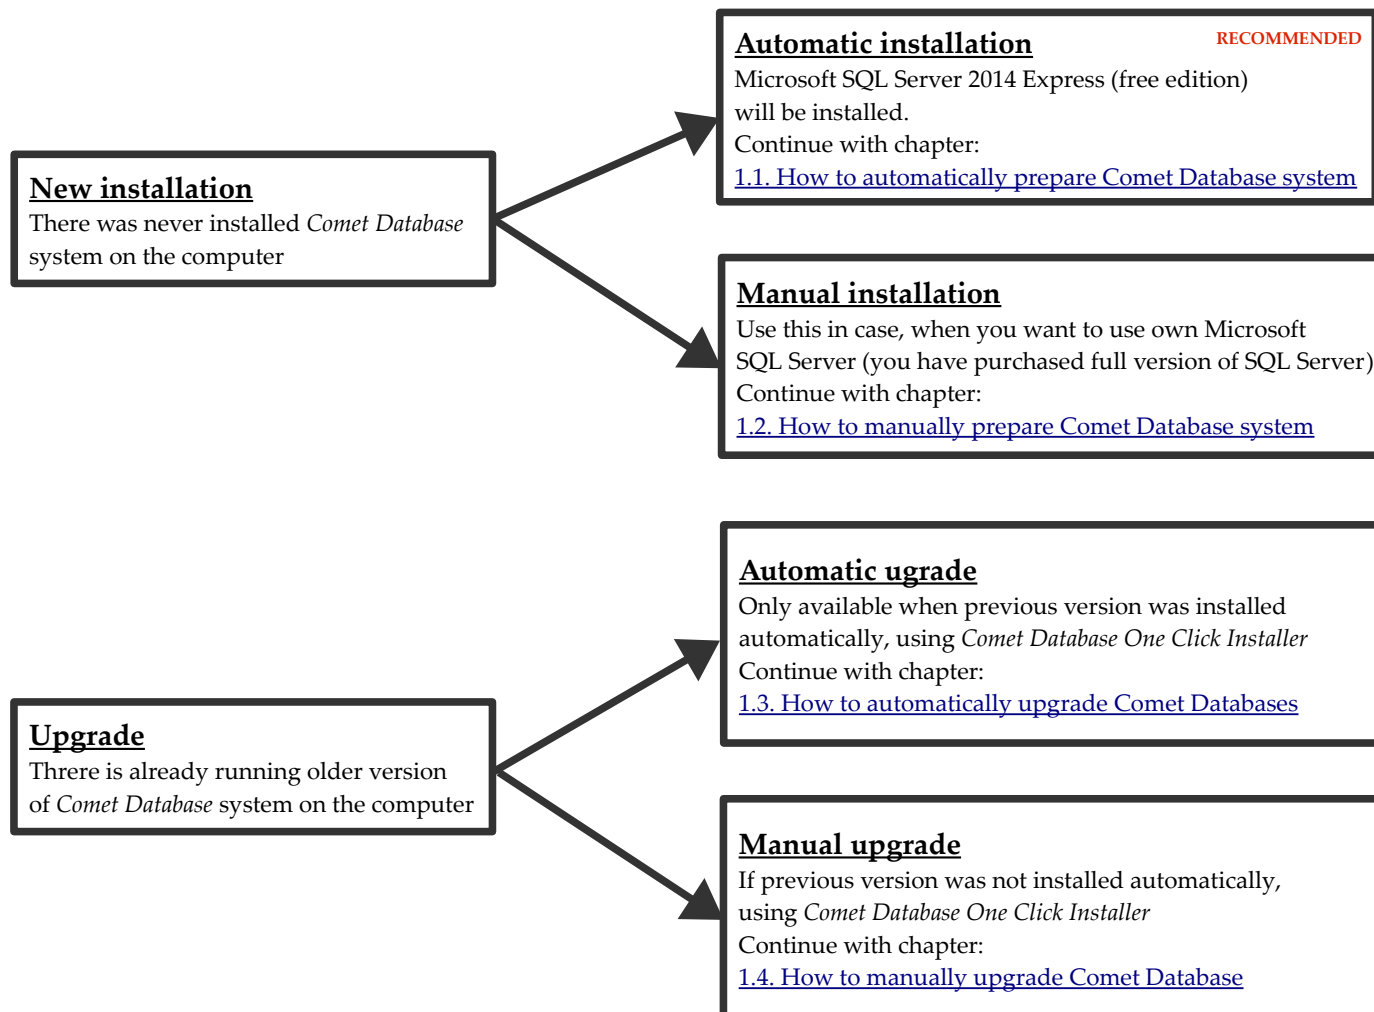 Automatic installation RECOMMENDED
Microsoft SQL Server 2014 Express (free edition)
will be installed.
Continue with chapter:
1.1. How to automatically prepare Comet Database system
New installation
There was never installed Comet Database
system on the computer
Manual installation
Use this in case, when you want to use own Microsoft
SQL Server (you have purchased full version of SQL Server)
Continue with chapter:
1.2. How to manually prepare Comet Database system
Automatic ugrade
Only available when previous version was installed
automatically, using Comet Database One Click Installer
Continue with chapter:
1.3. How to automatically upgrade Comet Databases
Upgrade
Threre is already running older version
of Comet Database system on the computer
Manual upgrade
If previous version was not installed automatically,
using Comet Database One Click Installer
Continue with chapter:
1.4. How to manually upgrade Comet Database